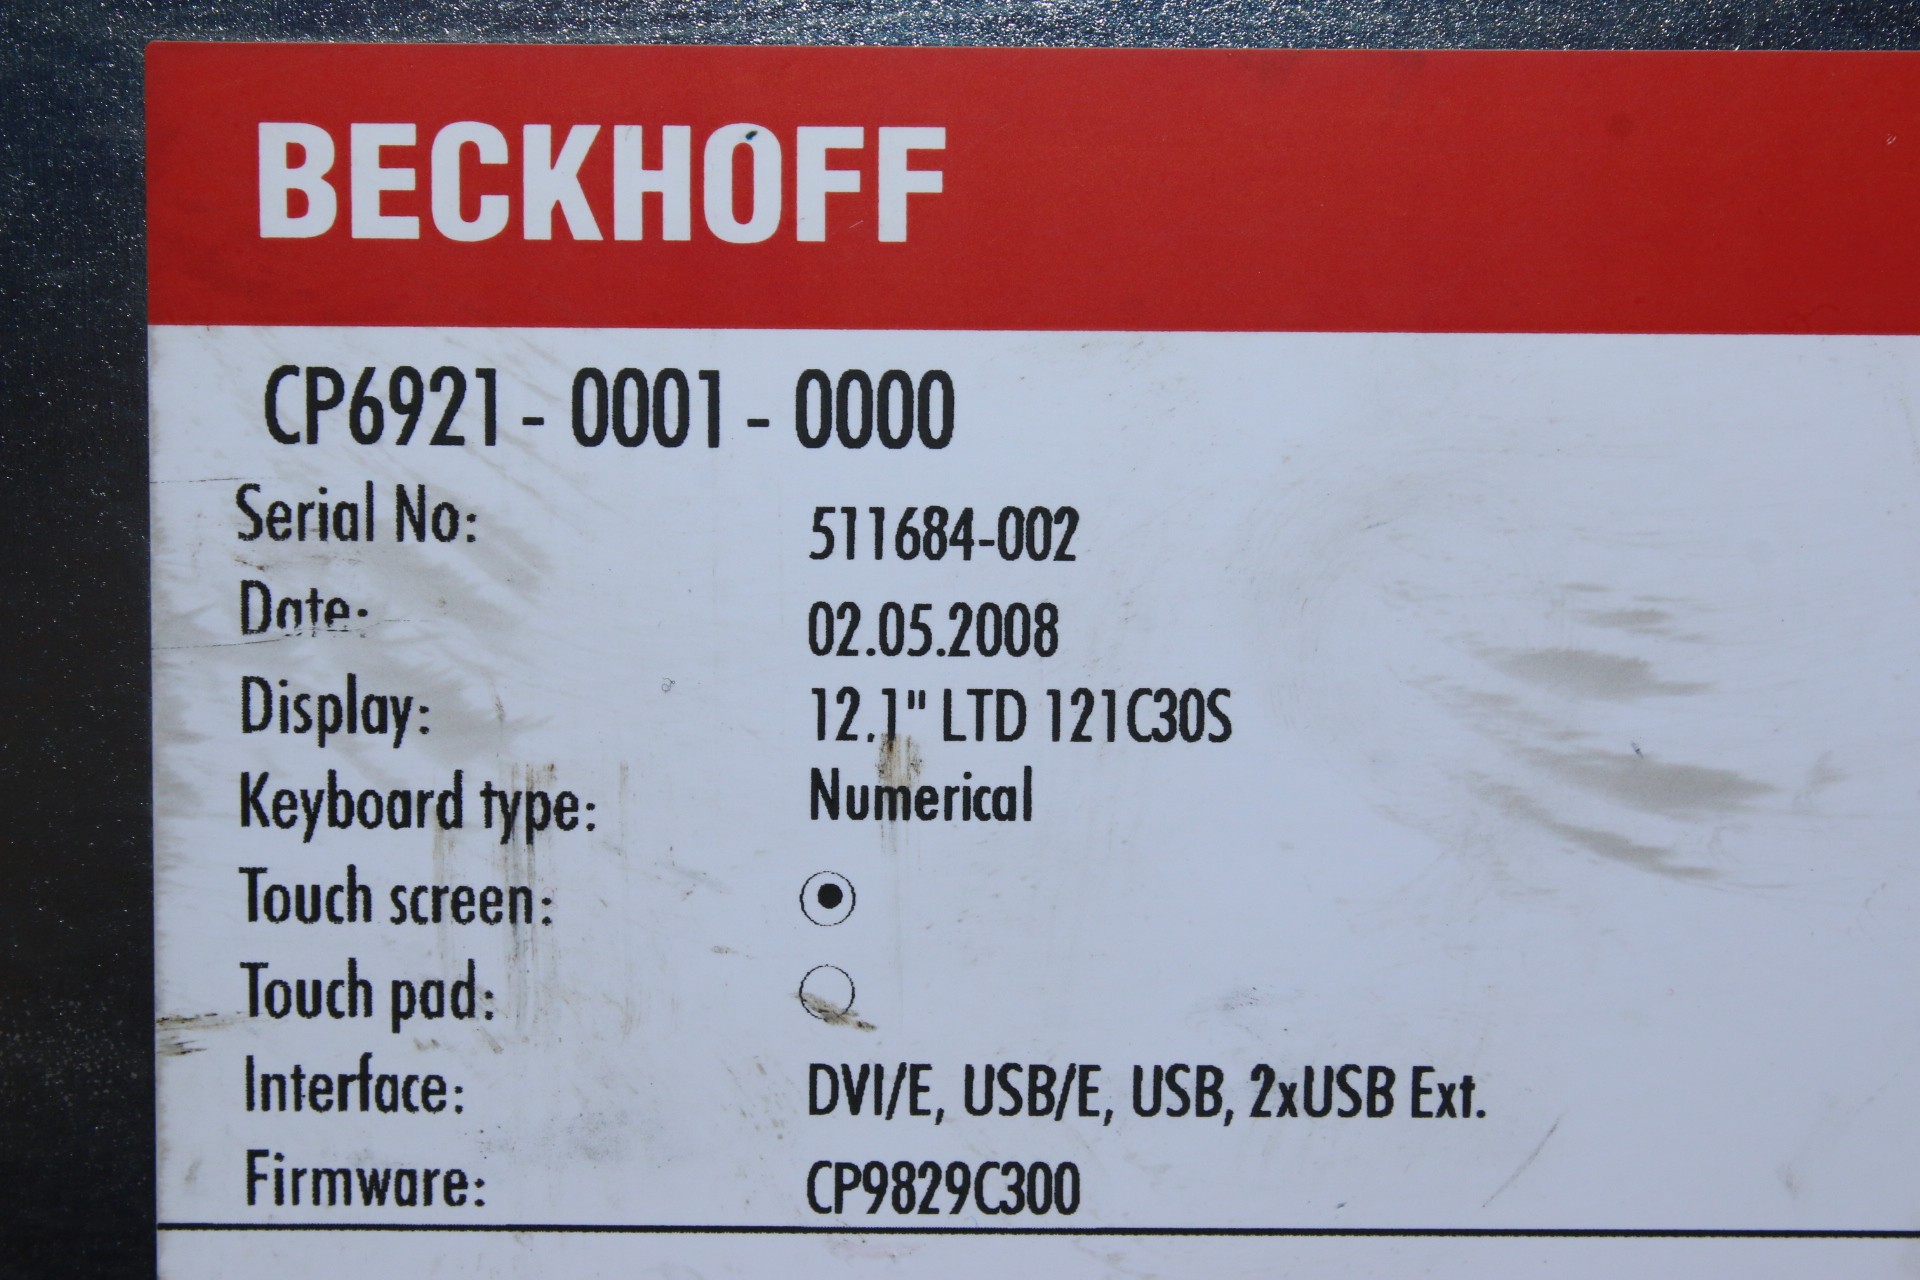 BECKHOFF
CP6921 - 0001 - 0000
Serial No: 511684-002
Date: 02.05.2008
Display: 12.1" LTD 121C30S
Keyboard type: Numerical
Touch screen:
Touch pad:
Interface: DVI/E, USB/E, USB, 2xUSB Ext.
Firmware: CP9829C300